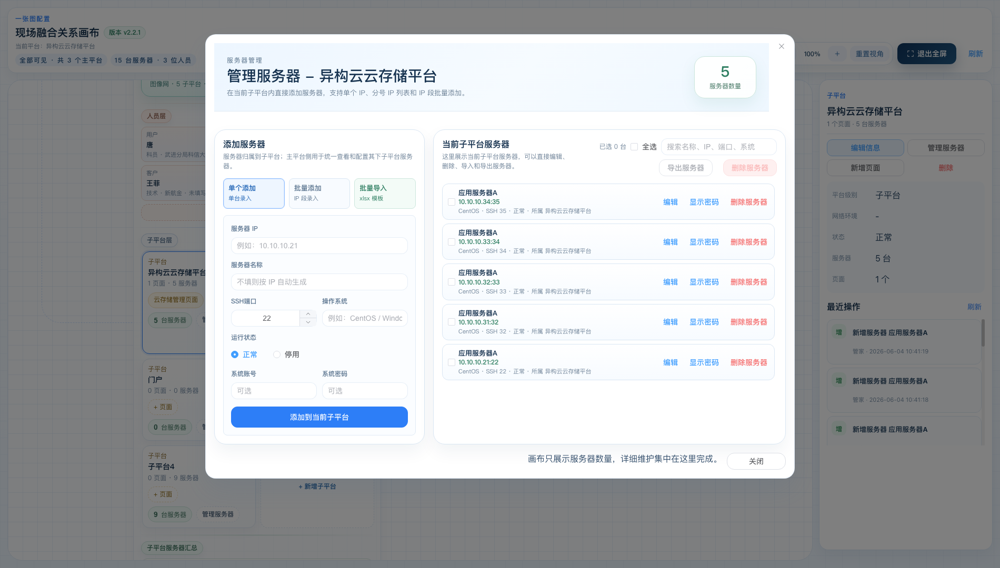 一张图配置
现场融合关系画布 版本 v2.2.1
当前平台：异构云云存储平台
全部可见 · 共 3 个主平台 15 台服务器 · 3 位人员
100% + 重置视角 退出全屏 刷新
图像网 · 5 子平台 ·
人员层
用户
唐
科员 · 武进分局科信大
客户
王菲
技术 · 新航金 · 未填写
子平台层
子平台
异构云云存储平台
1 页面 · 5 服务器
云存储管理页面
5 台服务器
子平台
门户
0 页面 · 0 服务器
+ 页面
0 台服务器
子平台
子平台4
0 页面 · 9 服务器
+ 页面
9 台服务器 管理服务器
+ 新增子平台
子平台服务器汇总
服务器管理
管理服务器 – 异构云云存储平台
在当前子平台内直接添加服务器，支持单个 IP、分号 IP 列表和 IP 段批量添加。
5
服务器数量
添加服务器
服务器归属到子平台；主平台侧用于统一查看和配置其下子平台服务
器。
单个添加
单台录入
批量添加
IP 段录入
批量导入
xlsx 模板
服务器 IP
例如：10.10.10.21
服务器名称
不填则按 IP 自动生成
SSH端口 操作系统
22 例如：CentOS / Windc
运行状态
正常 停用
系统账号 系统密码
可选 可选
添加到当前子平台
当前子平台服务器
这里展示当前子平台服务器，可以直接编辑、
删除、导入和导出服务器。
已选 0 台 全选 搜索名称、IP、端口、系统
导出服务器 删除服务器
应用服务器A
10.10.10.34:35
CentOS · SSH 35 · 正常 · 所属 异构云云存储平台
编辑 显示密码 删除服务器
应用服务器A
10.10.10.33:34
CentOS · SSH 34 · 正常 · 所属 异构云云存储平台
编辑 显示密码 删除服务器
应用服务器A
10.10.10.32:33
CentOS · SSH 33 · 正常 · 所属 异构云云存储平台
编辑 显示密码 删除服务器
应用服务器A
10.10.10.31:32
CentOS · SSH 32 · 正常 · 所属 异构云云存储平台
编辑 显示密码 删除服务器
应用服务器A
10.10.10.21:22
CentOS · SSH 22 · 正常 · 所属 异构云云存储平台
编辑 显示密码 删除服务器
画布只展示服务器数量，详细维护集中在这里完成。 关闭
子平台
异构云云存储平台
1 个页面 · 5 台服务器
编辑信息 管理服务器
新增页面 删除
平台级别 子平台
网络环境 -
状态 正常
服务器 5 台
页面 1 个
最近操作 刷新
增 新增服务器 应用服务器A
管家 · 2026-06-04 10:41:19
增 新增服务器 应用服务器A
管家 · 2026-06-04 10:41:18
增 新增服务器 应用服务器A